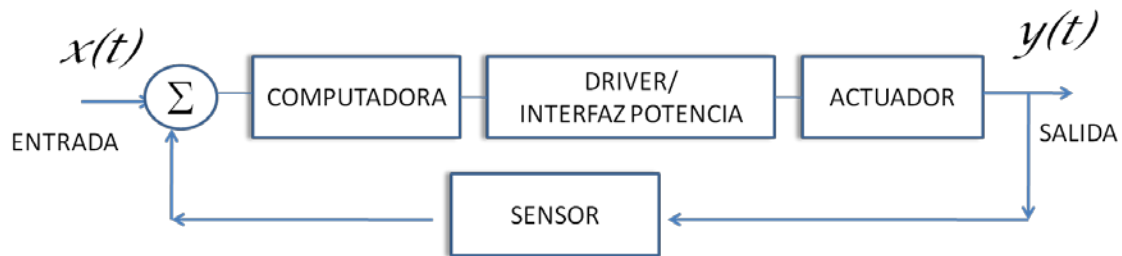 x(t)
y(t)
Σ
COMPUTADORA
DRIVER/
INTERFAZ POTENCIA
ACTUADOR
ENTRADA
SALIDA
SENSOR